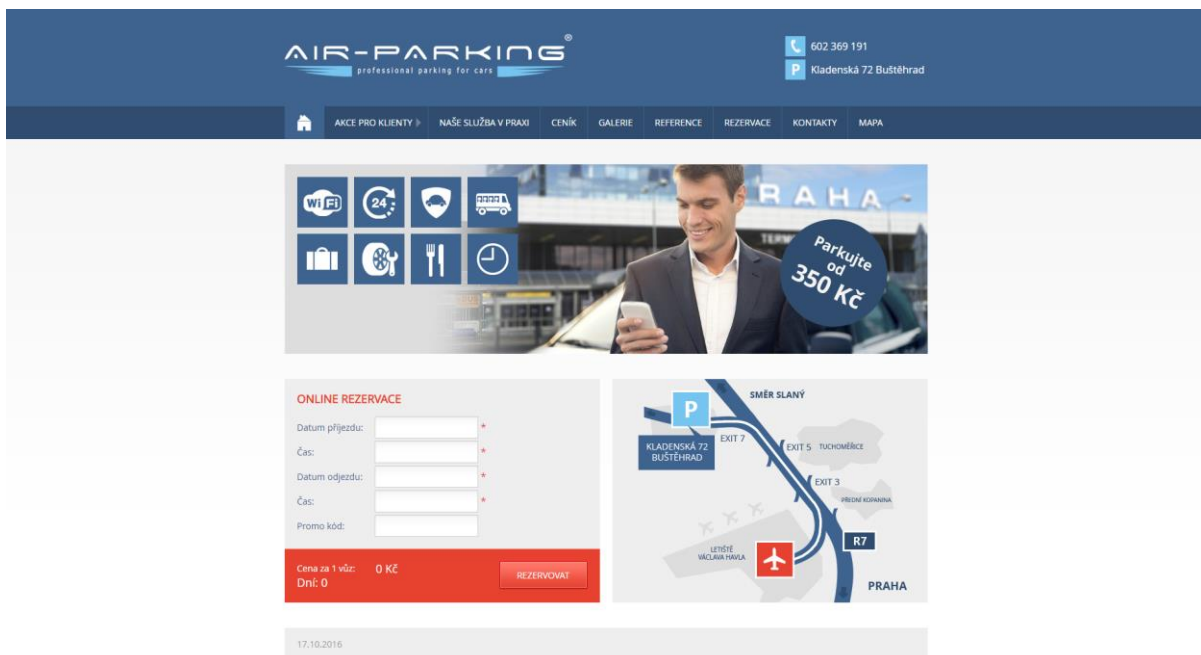 AIR-PARKING®
professional parking for cars
602 369 191
P Kladenská 72 Buštěhrad
AKCE PRO KLIENTY
NAŠE SLUŽBA V PRAXI
CENÍK
GALERIE
REFERENCE
REZERVACE
KONTAKTY
MAPA
WiFi
24
RAHA
TERM
Parkujte
od
350 Kč
ONLINE REZERVACE
Datum příjezdu: *
Čas: *
Datum odjezdu: *
Čas: *
Promo kód:
Cena za 1 vůz: 0 Kč
Dní: 0
REZERVOVAT
SMĚR SLANÝ
P
KLADENSKÁ 72
BUŠTĚHRAD
EXIT 7
EXIT 5
TUCHOMĚŘICE
EXIT 3
PŘEDNÍ KOPANINA
LETIŠTĚ
VÁCLAVA HAVLA
R7
PRAHA
17.10.2016